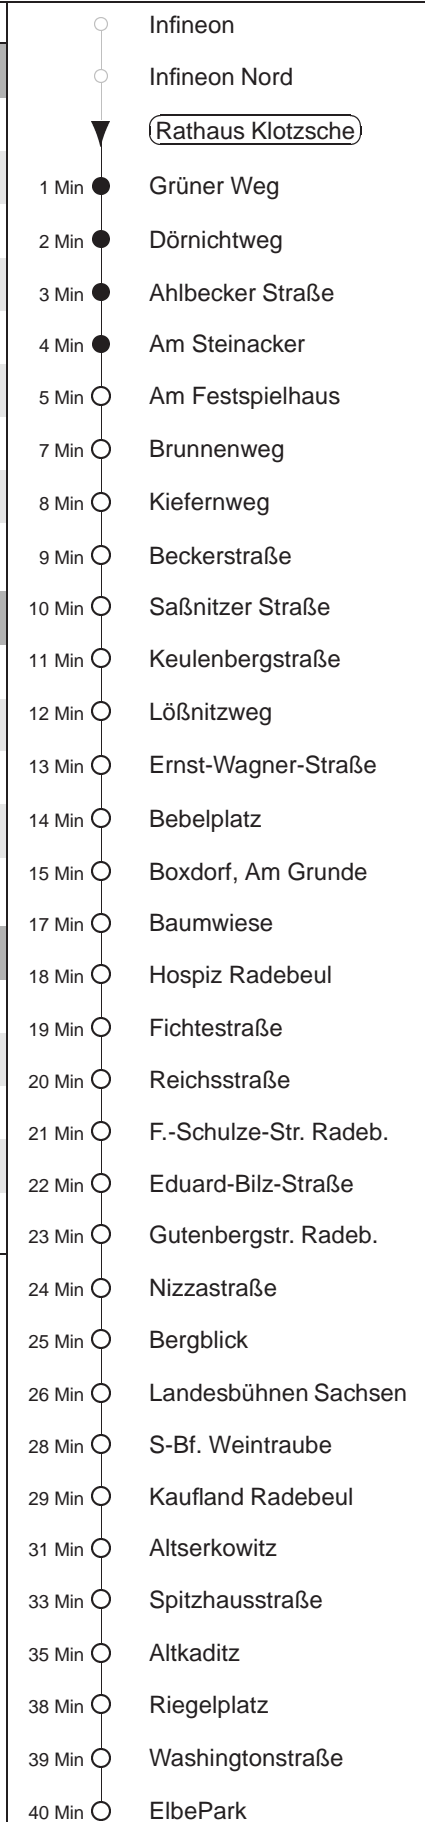 Infineon
Infineon Nord
Rathaus Klotzsche
1 Min Grüner Weg
2 Min Dörnichtweg
3 Min Ahlbecker Straße
4 Min Am Steinacker
5 Min Am Festspielhaus
7 Min Brunnenweg
8 Min Kiefernweg
9 Min Beckerstraße
10 Min Saßnitzer Straße
11 Min Keulenbergstraße
12 Min Lößnitzweg
13 Min Ernst-Wagner-Straße
14 Min Bebelplatz
15 Min Boxdorf, Am Grunde
17 Min Baumwiese
18 Min Hospiz Radebeul
19 Min Fichtestraße
20 Min Reichsstraße
21 Min F.-Schulze-Str. Radeb.
22 Min Eduard-Bilz-Straße
23 Min Gutenbergstr. Radeb.
24 Min Nizzastraße
25 Min Bergblick
26 Min Landesbühnen Sachsen
28 Min S-Bf. Weintraube
29 Min Kaufland Radebeul
31 Min Altserkowitz
33 Min Spitzhausstraße
35 Min Altkaditz
38 Min Riegelplatz
39 Min Washingtonstraße
40 Min ElbePark